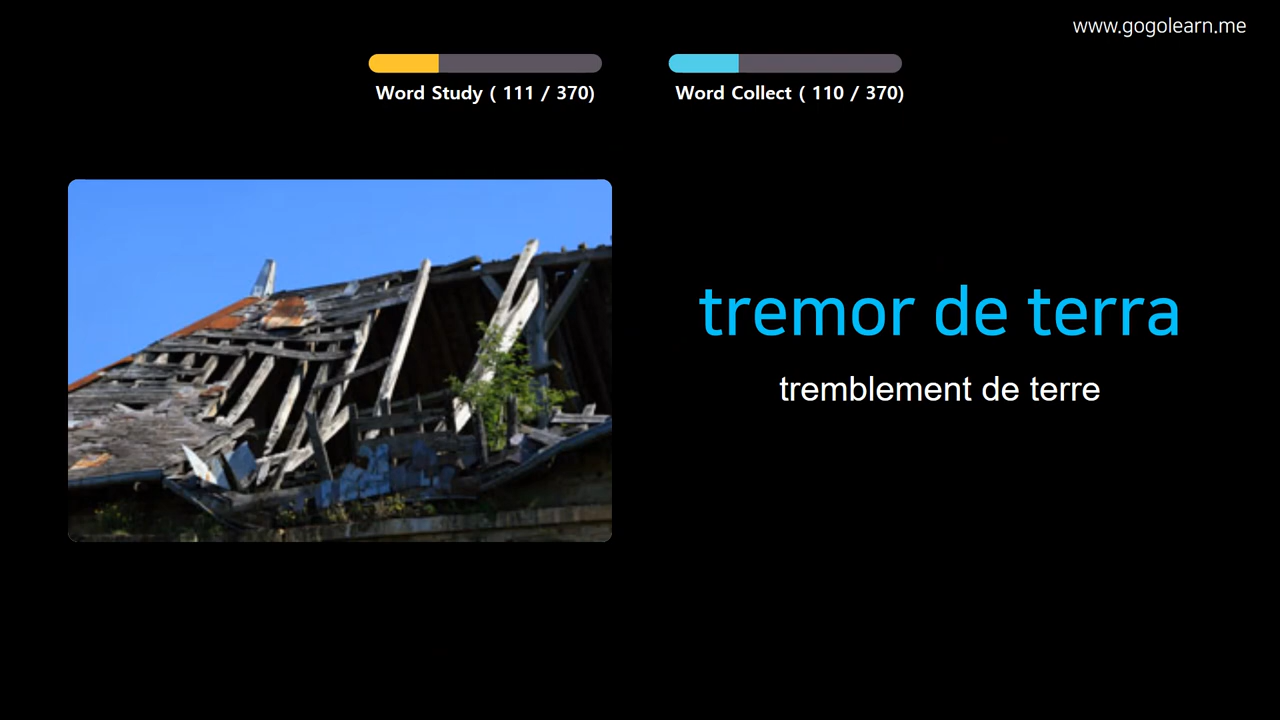 www.gogolearn.me
Word Study ( 111 / 370)
Word Collect ( 110 / 370)
tremor de terra
tremblement de terre